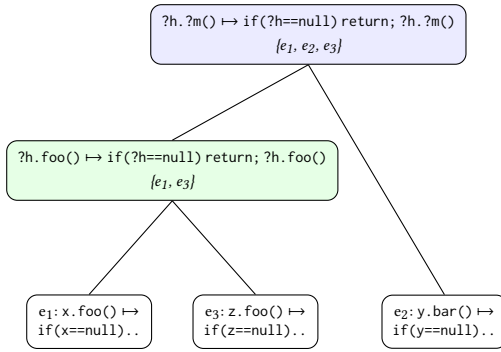 ?h.?m() ↦ if(?h==null) return; ?h.?m()
{e₁, e₂, e₃}
?h.foo() ↦ if(?h==null) return; ?h.foo()
{e₁, e₃}
e₁: x.foo() ↦
if(x==null)..
e₃: z.foo() ↦
if(z==null)..
e₂: y.bar() ↦
if(y==null)..